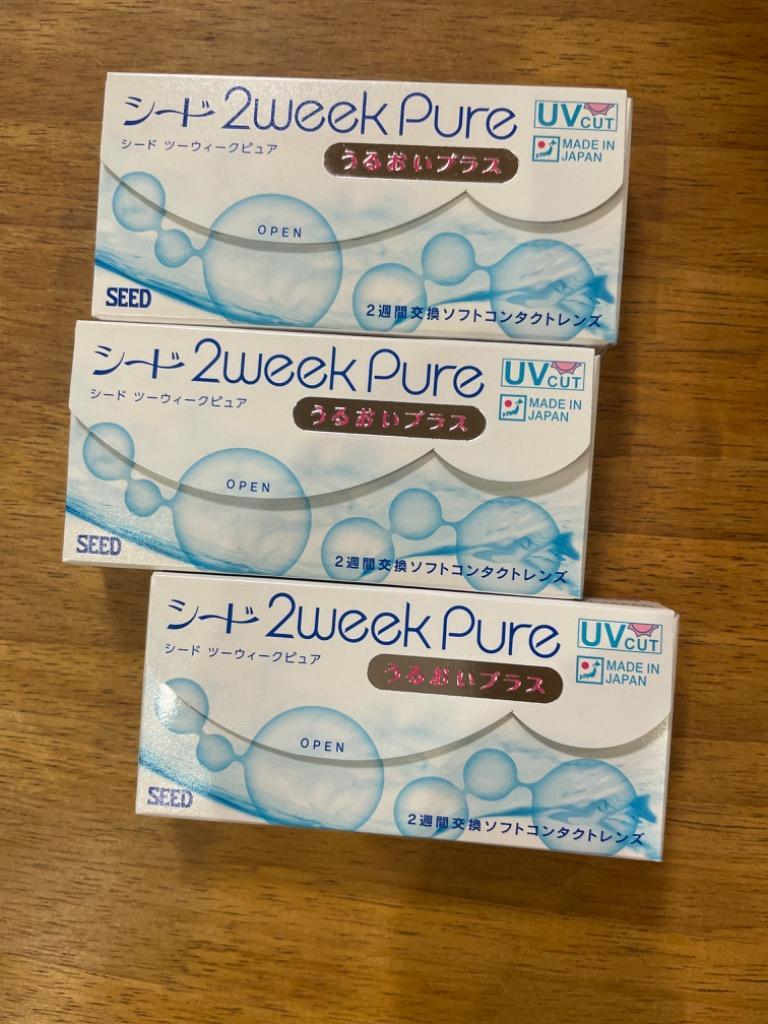 シード 2week Pure
UV CUT
シード ツーウィークピュア
うるおいプラス
MADE IN
JAPAN
OPEN
SEED
2週間交換ソフトコンタクトレンズ
シード 2week Pure
UV CUT
シード ツーウィークピュア
うるおいプラス
MADE IN
JAPAN
OPEN
SEED
2週間交換ソフトコンタクトレンズ
シード 2week Pure
UV CUT
シード ツーウィークピュア
うるおいプラス
MADE IN
JAPAN
OPEN
SEED
2週間交換ソフトコンタクトレンズ